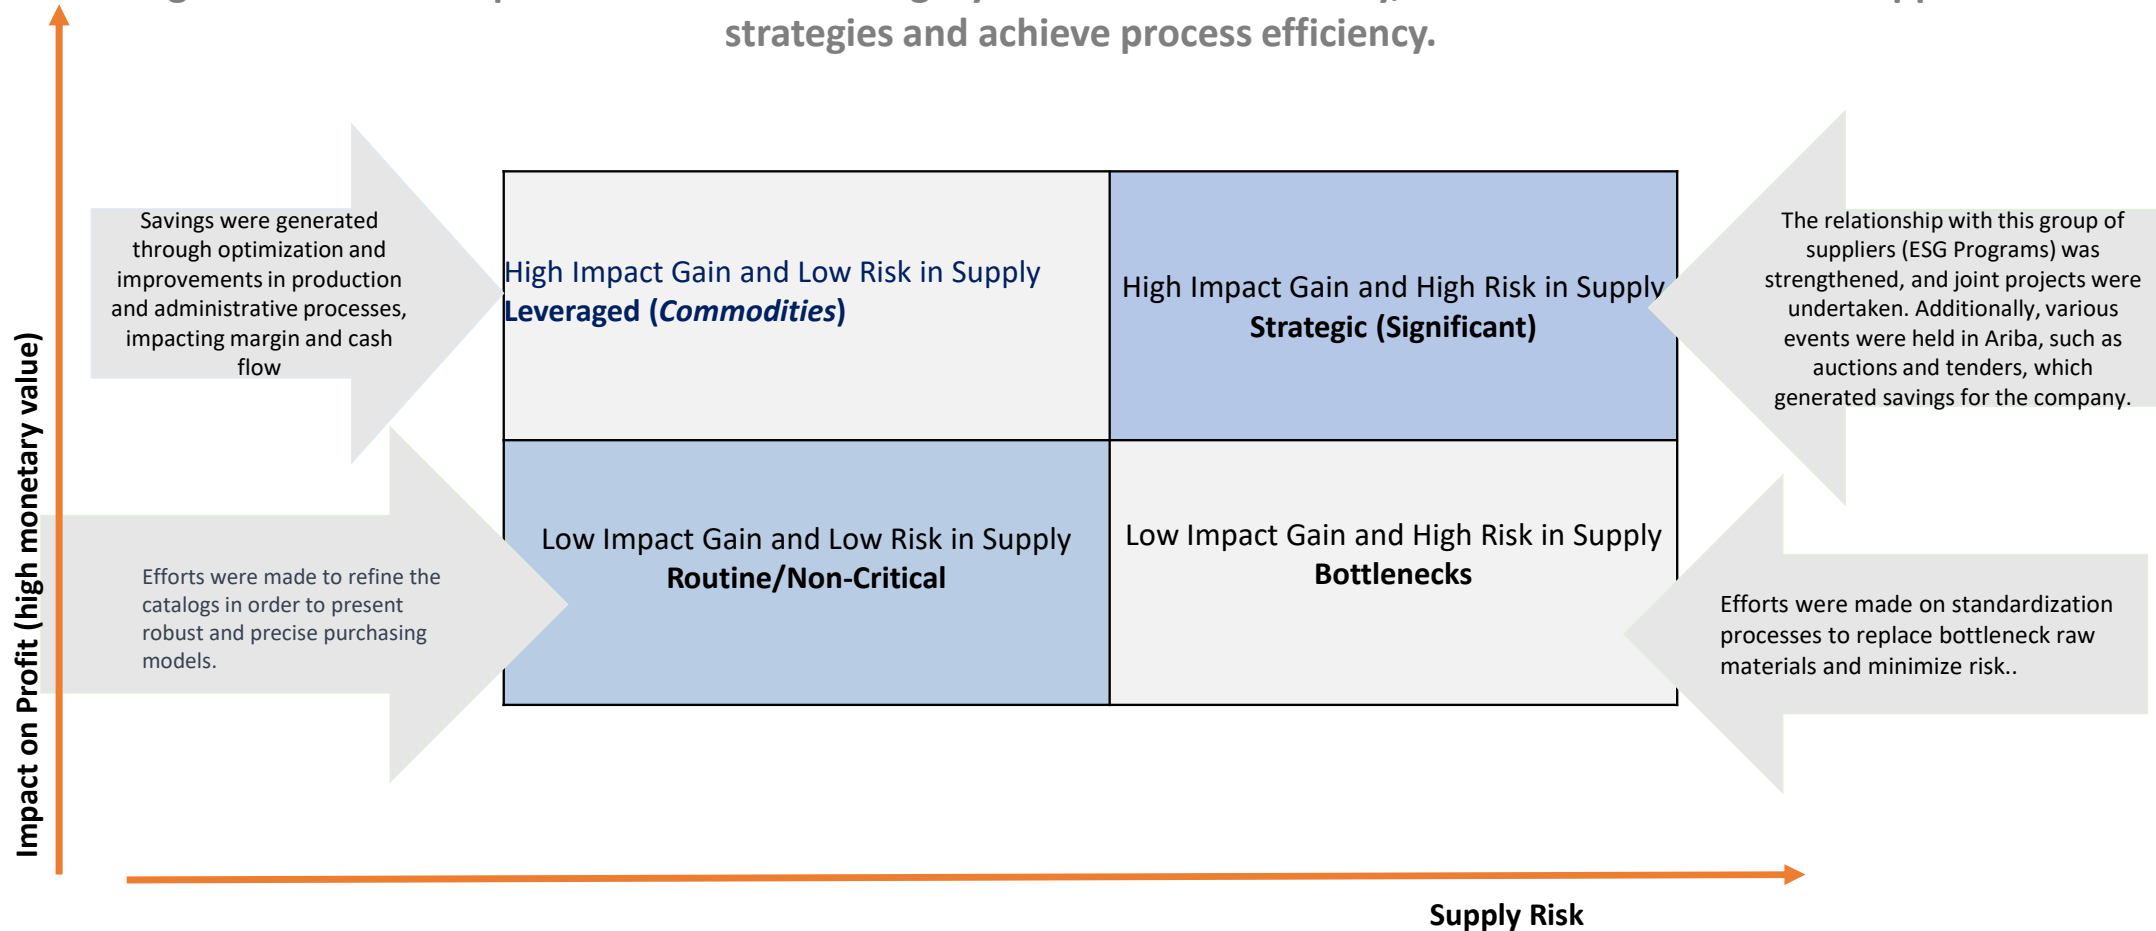 strategies and achieve process efficiency.
Savings were generated
through optimization and
improvements in production
and administrative processes,
impacting margin and cash
flow
High Impact Gain and Low Risk in Supply
Leveraged (Commodities)
High Impact Gain and High Risk in Supply
Strategic (Significant)
The relationship with this group of
suppliers (ESG Programs) was
strengthened, and joint projects were
undertaken. Additionally, various
events were held in Ariba, such as
auctions and tenders, which
generated savings for the company.
Impact on Profit (high monetary value)
Efforts were made to refine the
catalogs in order to present
robust and precise purchasing
models.
Low Impact Gain and Low Risk in Supply
Routine/Non-Critical
Low Impact Gain and High Risk in Supply
Bottlenecks
Efforts were made on standardization
processes to replace bottleneck raw
materials and minimize risk..
Supply Risk